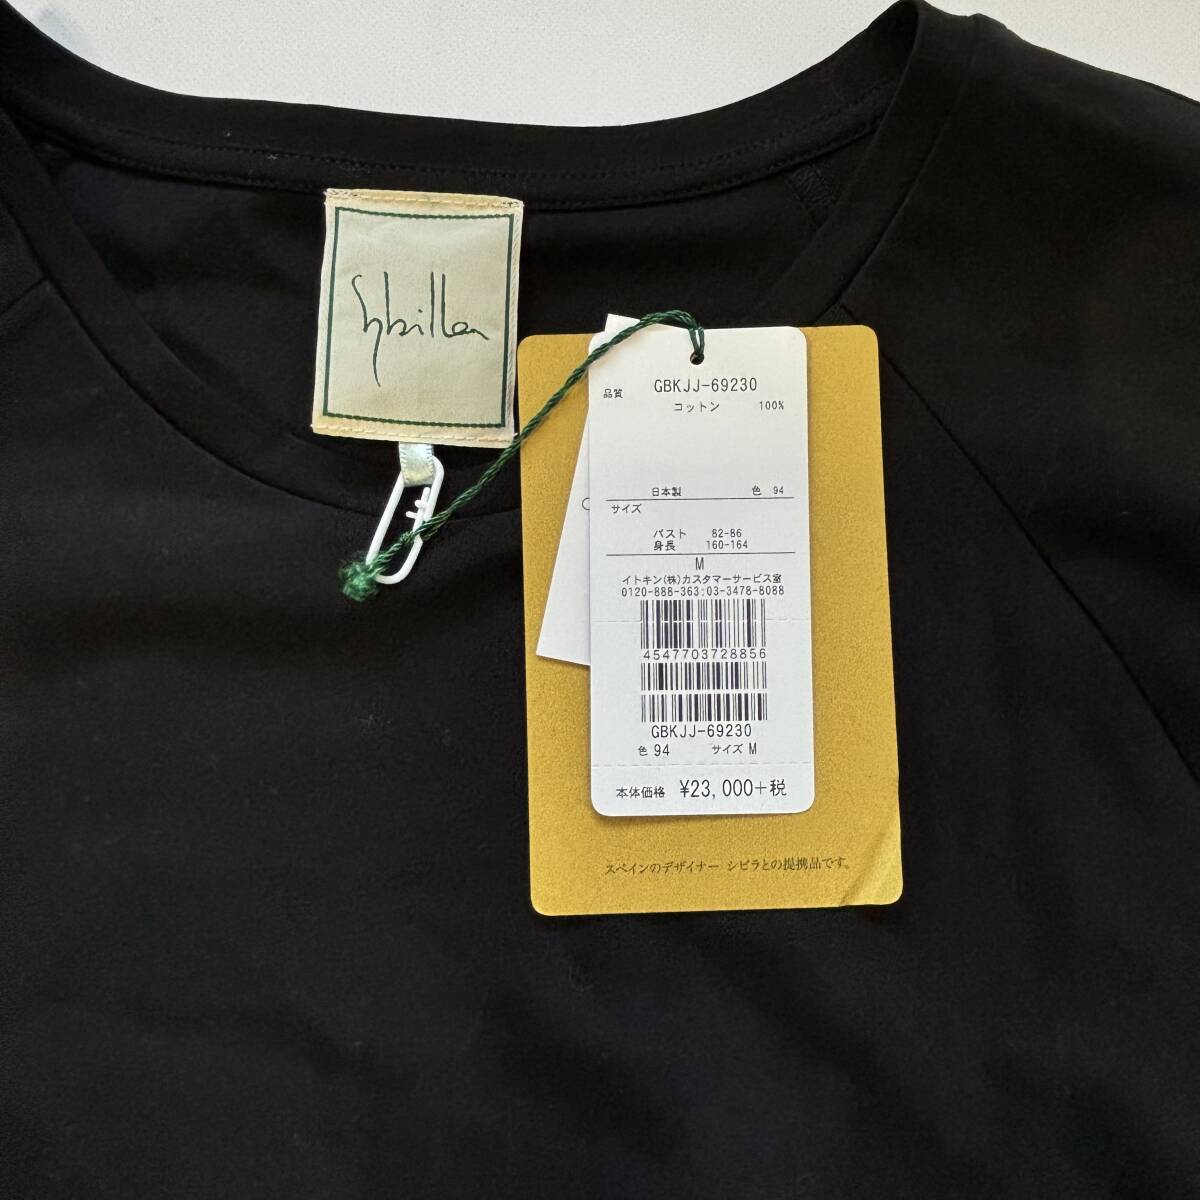 Sybilla
GBKJJ-69230
品質
コットン 100%
日本製 色 94
サイズ
バスト 82-86
身長 160-164
M
イトキン(株)カスタマーサービス室
0120-888-363:03-3478-8088
4547703728856
GBKJJ-69230
色 94 サイズ M
本体価格 ¥23,000+税
スペインのデザイナー シビラとの提携品です。